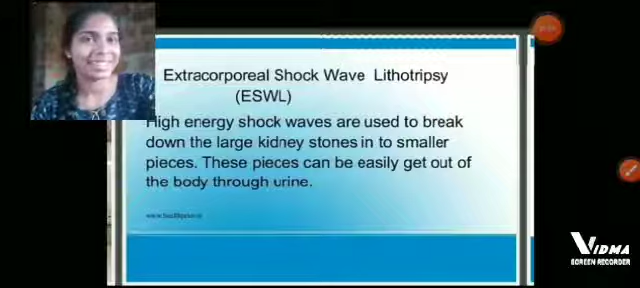 Extracorporeal Shock Wave Lithotripsy
(ESWL)
High energy shock waves are used to break
down the large kidney stones in to smaller
pieces. These pieces can be easily get out of
the body through urine.
VIDMA
SCREEN RECORDER